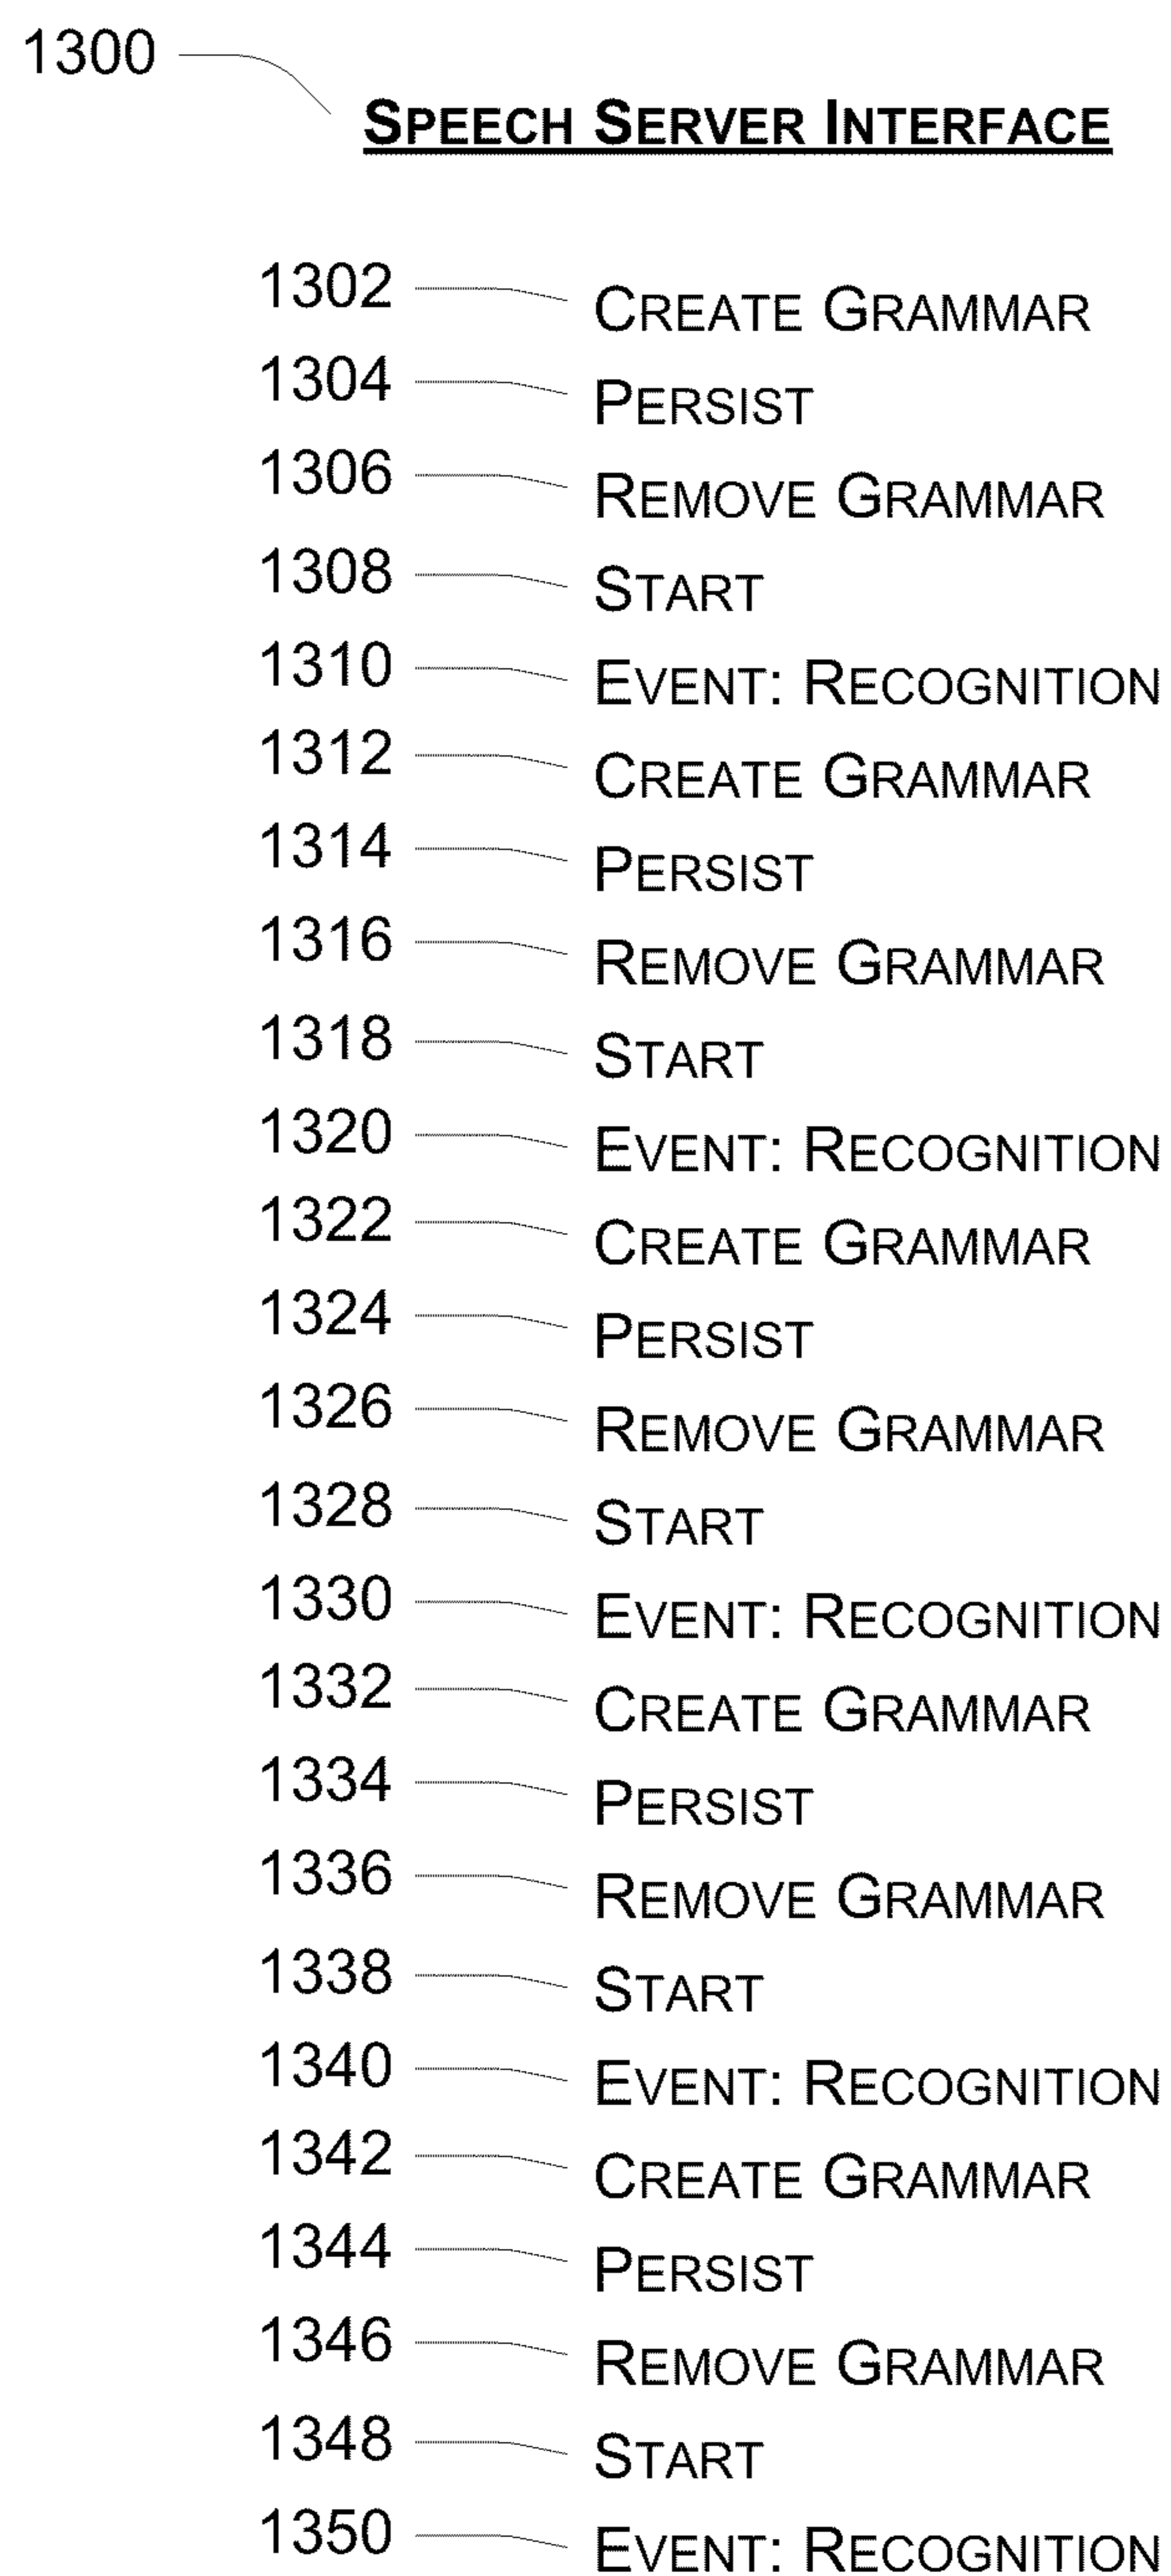 1300
SPEECH SERVER INTERFACE
1302 CREATE GRAMMAR
1304 PERSIST
1306 REMOVE GRAMMAR
1308 START
1310 EVENT: RECOGNITION
1312 CREATE GRAMMAR
1314 PERSIST
1316 REMOVE GRAMMAR
1318 START
1320 EVENT: RECOGNITION
1322 CREATE GRAMMAR
1324 PERSIST
1326 REMOVE GRAMMAR
1328 START
1330 EVENT: RECOGNITION
1332 CREATE GRAMMAR
1334 PERSIST
1336 REMOVE GRAMMAR
1338 START
1340 EVENT: RECOGNITION
1342 CREATE GRAMMAR
1344 PERSIST
1346 REMOVE GRAMMAR
1348 START
1350 EVENT: RECOGNITION